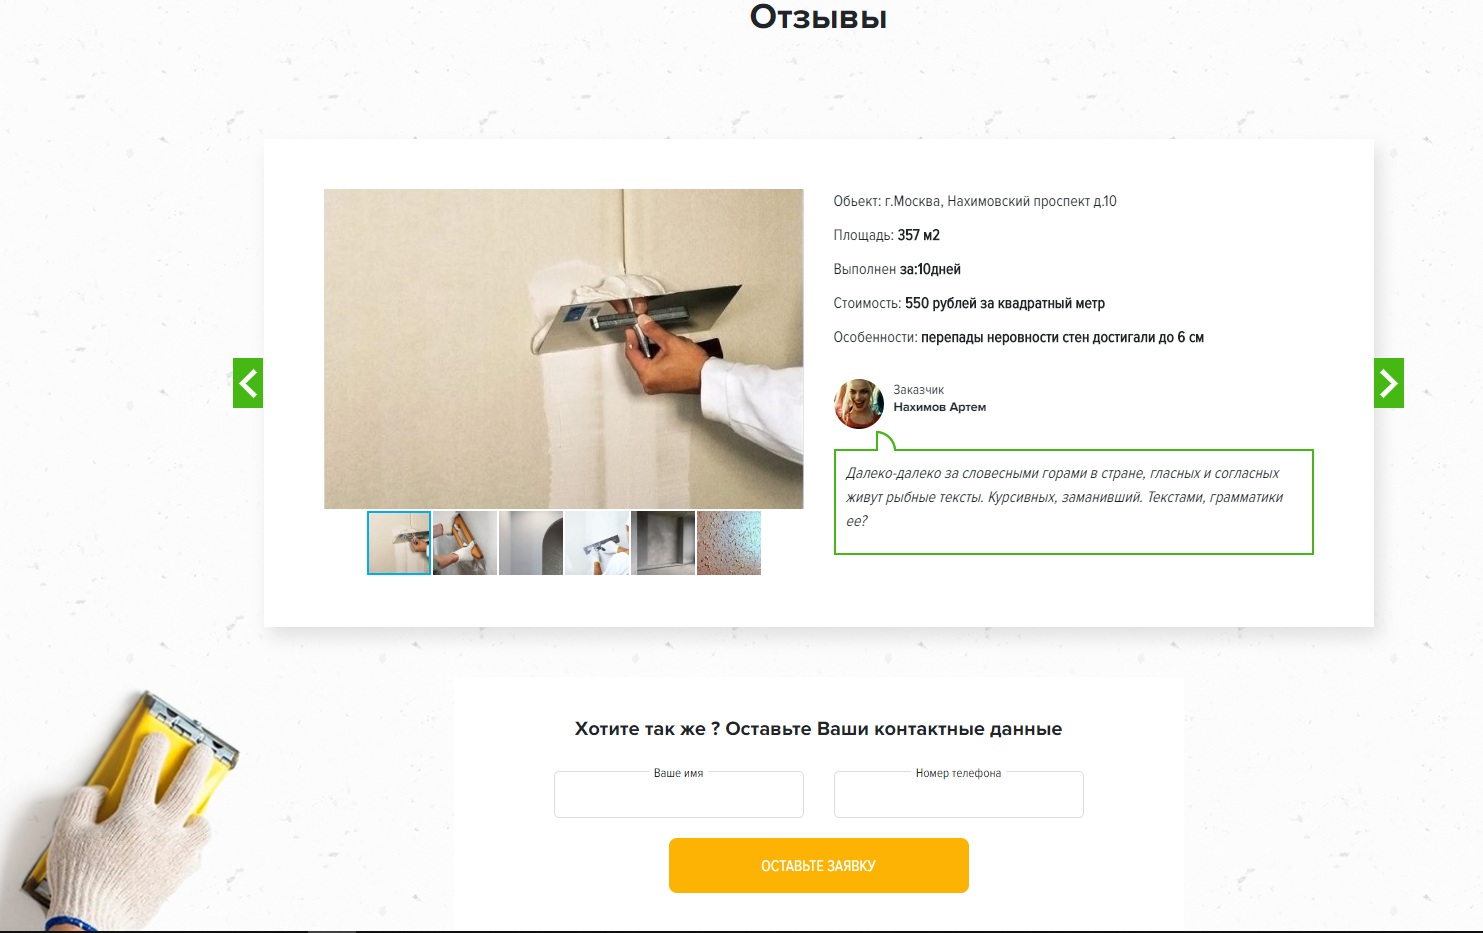 Отзывы
Обьект: г.Москва, Нахимовский проспект д.10
Площадь: 357 м2
Выполнен за:10дней
Стоимость: 550 рублей за квадратный метр
Особенности: перепады неровности стен достигали до 6 см
Заказчик
Нахимов Артем
Далеко-далеко за словесными горами в стране, гласных и согласных
живут рыбные тексты. Курсивных, заманивший. Текстами, грамматики
ее?
Хотите так же ? Оставьте Ваши контактные данные
Ваше имя
Номер телефона
ОСТАВЬТЕ ЗАЯВКУ